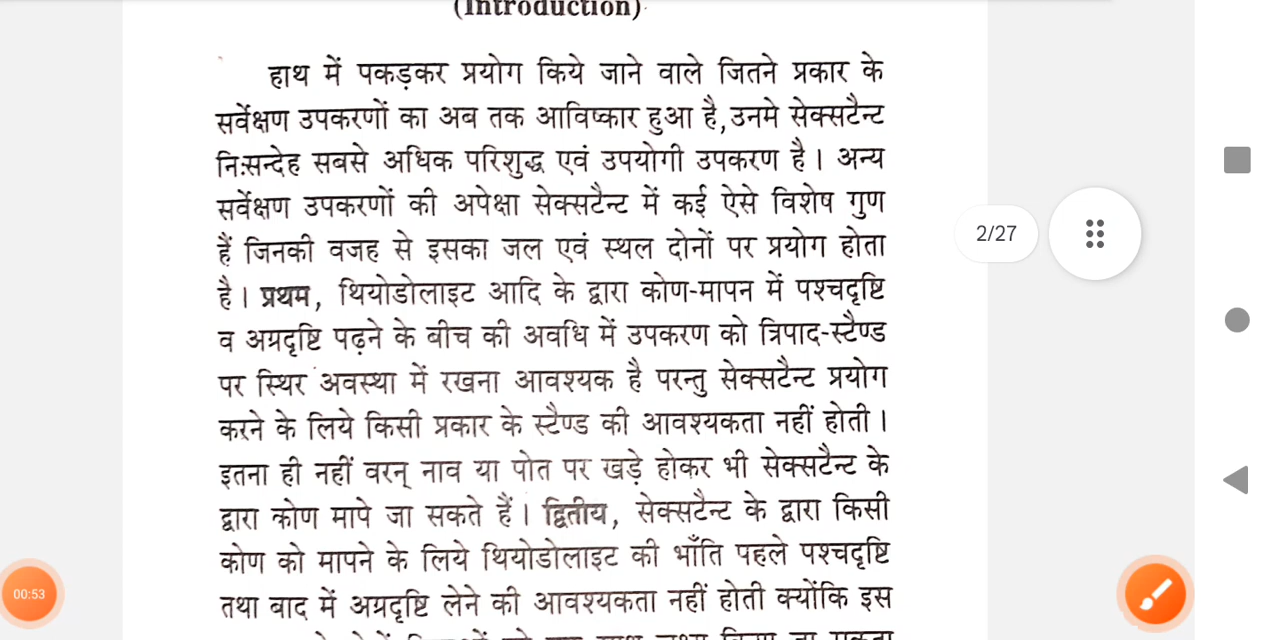 (Introduction)
हाथ में पकड़कर प्रयोग किये जाने वाले जितने प्रकार के
सर्वेक्षण उपकरणों का अब तक आविष्कार हुआ है, उनमे सेक्सटैन्ट
नि:सन्देह सबसे अधिक परिशुद्ध एवं उपयोगी उपकरण है। अन्य
सर्वेक्षण उपकरणों की अपेक्षा सेक्सटैन्ट में कई ऐसे विशेष गुण
हैं जिनकी वजह से इसका जल एवं स्थल दोनों पर प्रयोग होता
है। प्रथम, थियोडोलाइट आदि के द्वारा कोण-मापन में पश्चदृष्टि
व अग्रदृष्टि पढ़ने के बीच की अवधि में उपकरण को त्रिपाद-स्टैण्ड
पर स्थिर अवस्था में रखना आवश्यक है परन्तु सेक्सटैन्ट प्रयोग
करने के लिये किसी प्रकार के स्टैण्ड की आवश्यकता नहीं होती।
इतना ही नहीं वरन् नाव या पोत पर खड़े होकर भी सेक्सटैन्ट के
द्वारा कोण मापे जा सकते हैं। द्वितीय, सेक्सटैन्ट के द्वारा किसी
कोण को मापने के लिये थियोडोलाइट की भाँति पहले पश्चदृष्टि
तथा बाद में अग्रदृष्टि लेने की आवश्यकता नहीं होती क्योंकि इस
2/27
00:53